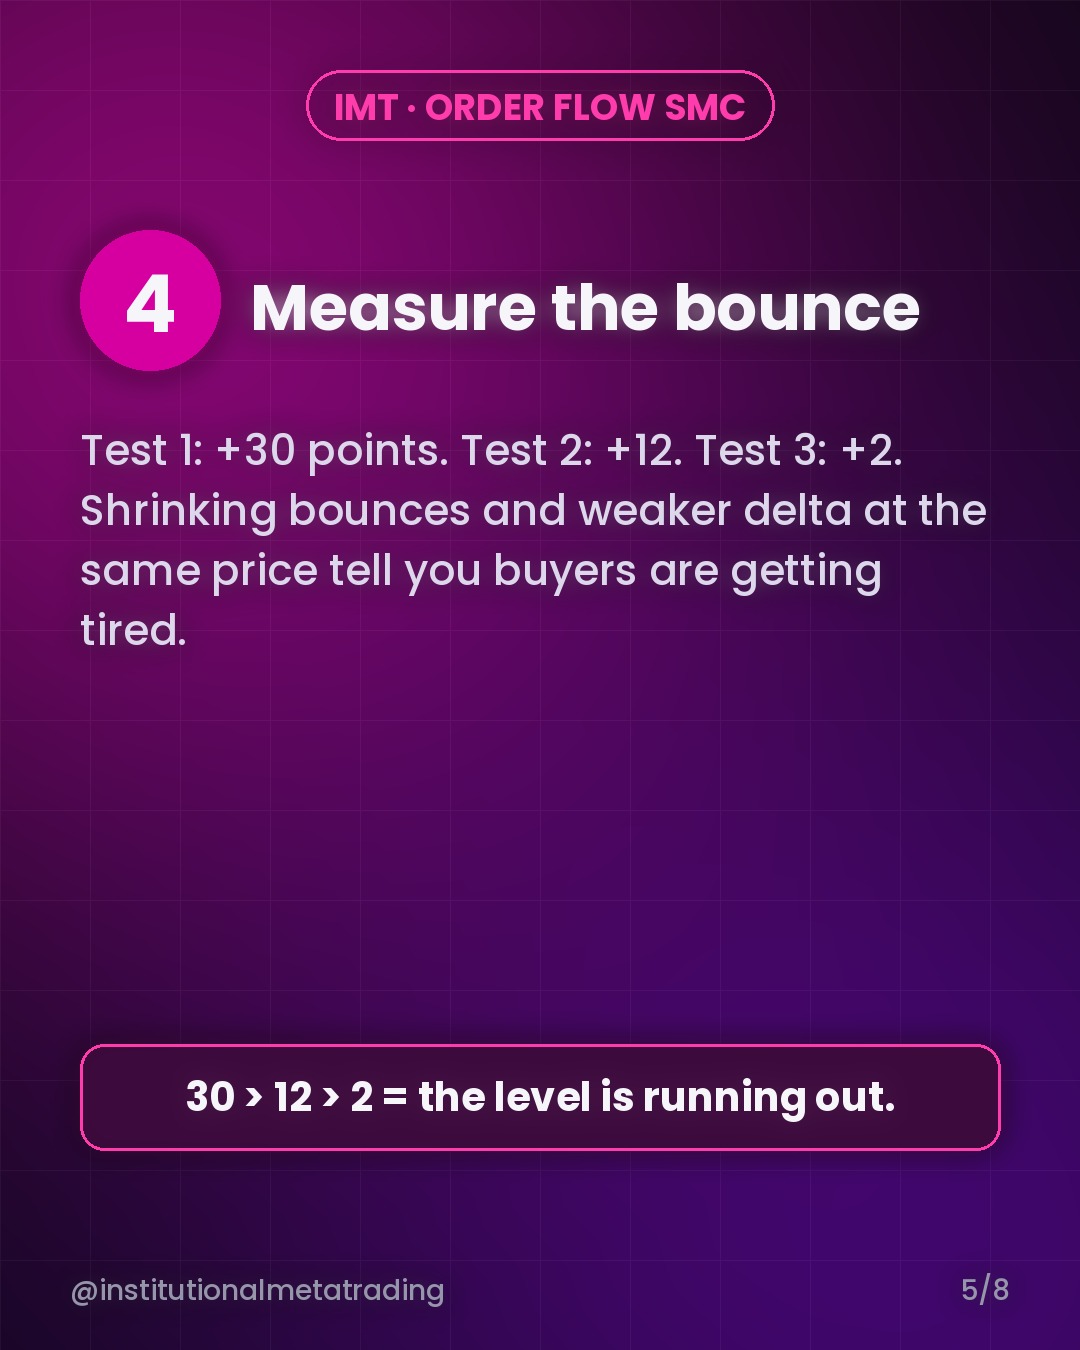 IMT · ORDER FLOW SMC
4
Measure the bounce
Test 1: +30 points. Test 2: +12. Test 3: +2.
Shrinking bounces and weaker delta at the
same price tell you buyers are getting
tired.
30 > 12 > 2 = the level is running out.
@institutionalmetatrading
5/8